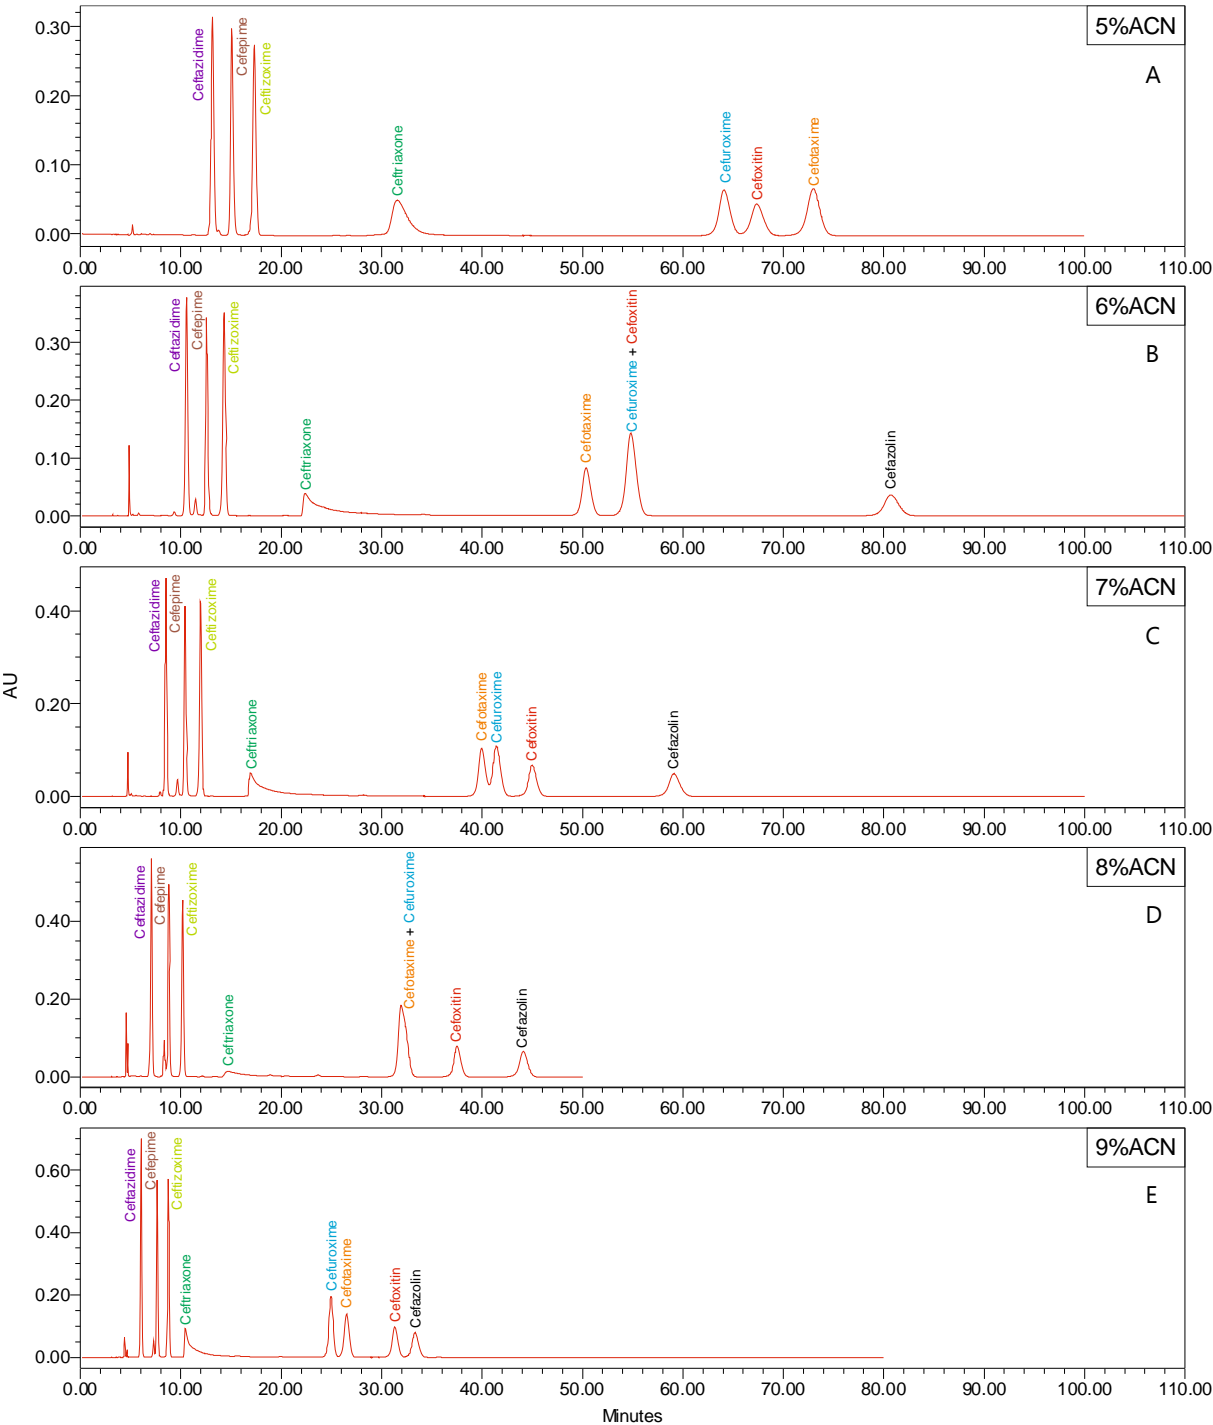 5%ACN
A
0.30
0.20
0.10
0.00
Ceftazidime
Cefepime
Ceftizoxime
Ceftriaxone
Cefuroxime
Cefoxitin
Cefotaxime
0.00 10.00 20.00 30.00 40.00 50.00 60.00 70.00 80.00 90.00 100.00 110.00
6%ACN
B
0.30
0.20
0.10
0.00
Ceftazidime
Cefepime
Ceftizoxime
Ceftriaxone
Cefotaxime
Cefuroxime + Cefoxitin
Cefazolin
0.00 10.00 20.00 30.00 40.00 50.00 60.00 70.00 80.00 90.00 100.00 110.00
7%ACN
C
0.40
0.20
0.00
Ceftazidime
Cefepime
Ceftizoxime
Ceftriaxone
Cefotaxime
Cefuroxime
Cefoxitin
Cefazolin
0.00 10.00 20.00 30.00 40.00 50.00 60.00 70.00 80.00 90.00 100.00 110.00
AU
8%ACN
D
0.40
0.20
0.00
Ceftazidime
Cefepime
Ceftizoxime
Ceftriaxone
Cefotaxime + Cefuroxime
Cefoxitin
Cefazolin
0.00 10.00 20.00 30.00 40.00 50.00 60.00 70.00 80.00 90.00 100.00 110.00
9%ACN
E
0.60
0.40
0.20
0.00
Ceftazidime
Cefepime
Ceftizoxime
Ceftriaxone
Cefuroxime
Cefotaxime
Cefoxitin
Cefazolin
0.00 10.00 20.00 30.00 40.00 50.00 60.00 70.00 80.00 90.00 100.00 110.00
Minutes